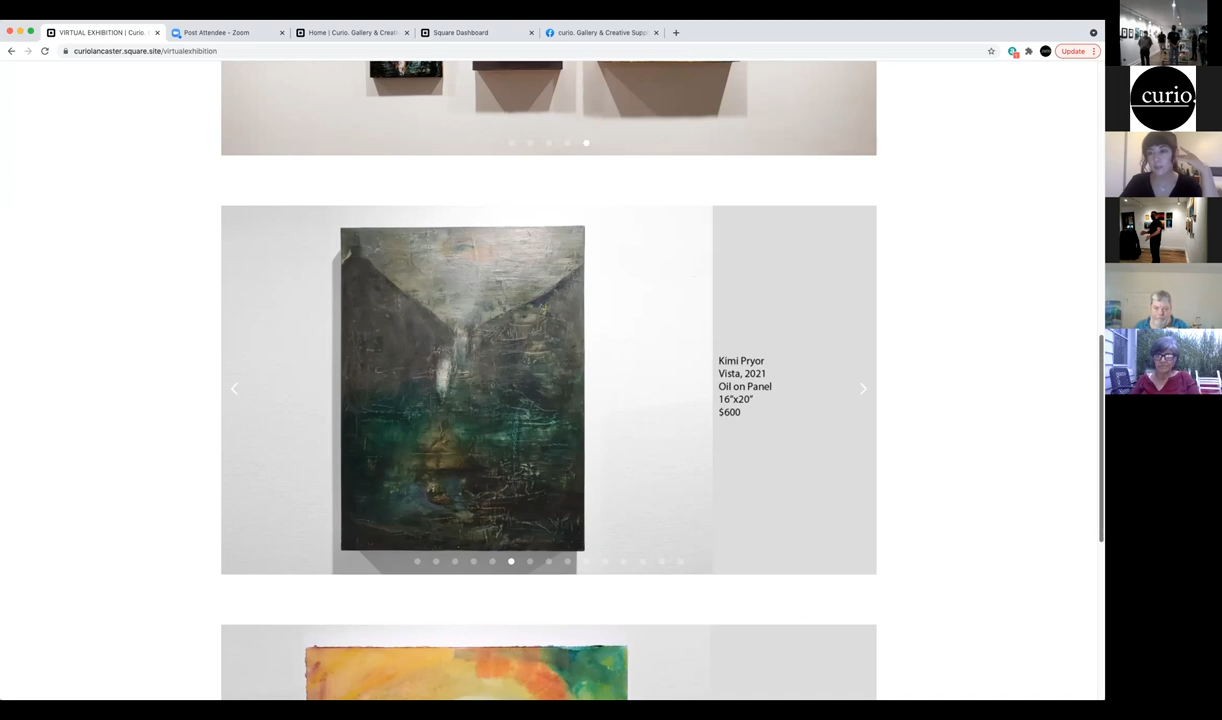 VIRTUAL EXHIBITION | Curio.
Post Attendee - Zoom
Home | Curio. Gallery & Creati
Square Dashboard
curio. Gallery & Creative Supp
curiolancaster.square.site/virtualexhibition
Update
curio.
Kimi Pryor
Vista, 2021
Oil on Panel
16"x20"
$600